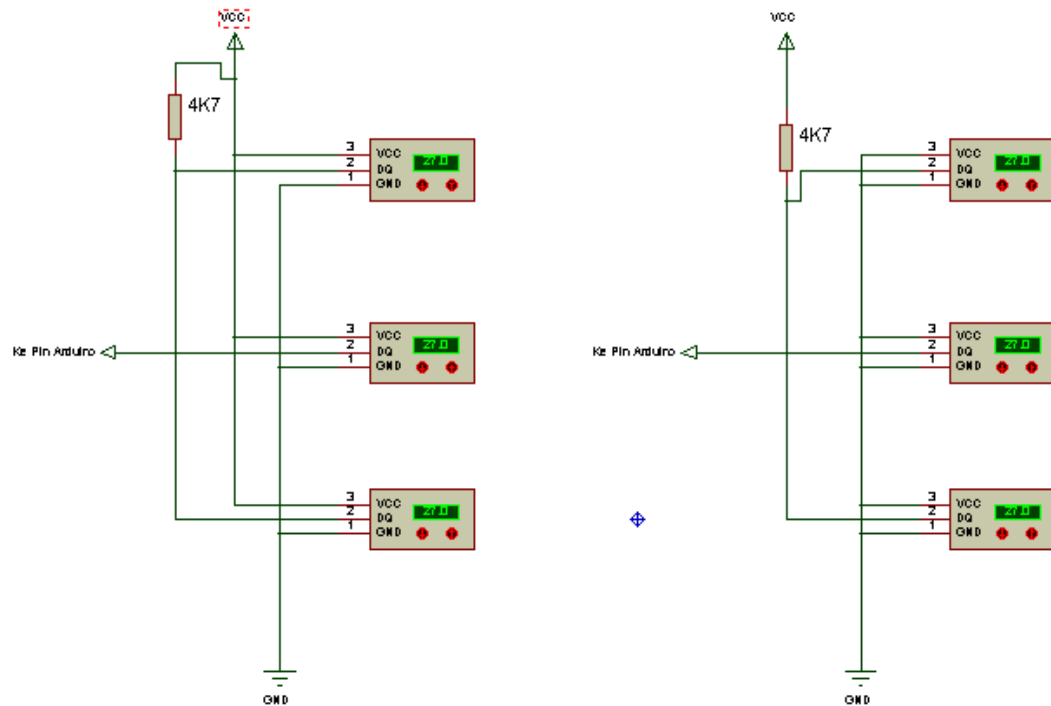 VCC
4K7
3 VCC
2 DQ 27.0
1 GND
Ke Pin Arduino
3 VCC
2 DQ 27.0
1 GND
3 VCC
2 DQ 27.0
1 GND
GND
VCC
4K7
3 VCC
2 DQ 27.0
1 GND
Ke Pin Arduino
3 VCC
2 DQ 27.0
1 GND
3 VCC
2 DQ 27.0
1 GND
GND